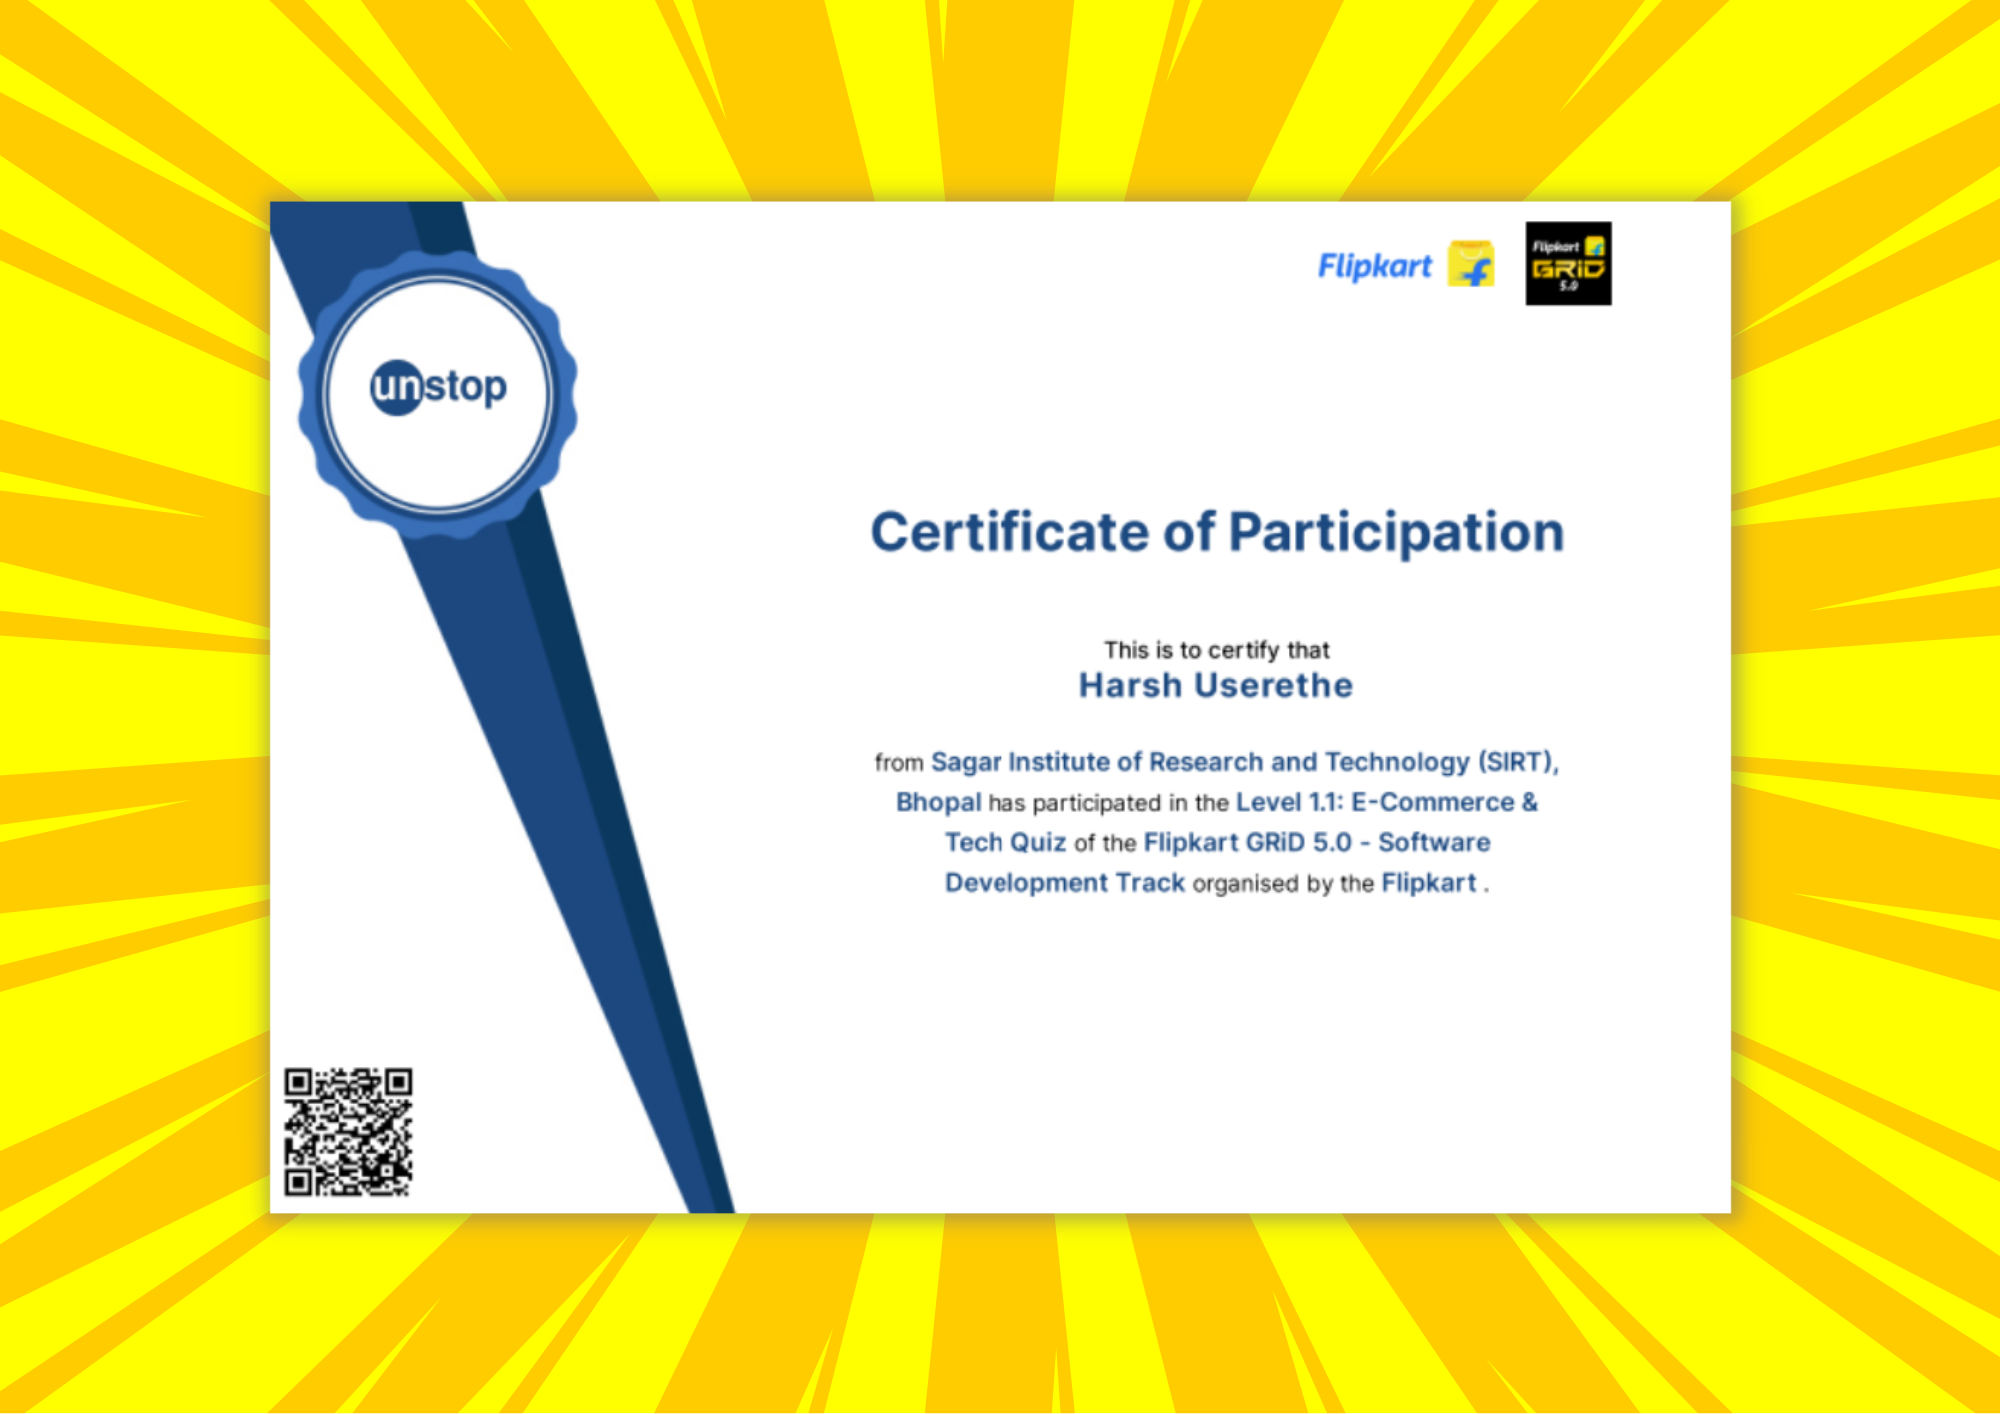 Flipkart
Flipkart
GRiD
5.0
unstop
Certificate of Participation
This is to certify that
Harsh Userethe
from Sagar Institute of Research and Technology (SIRT),
Bhopal has participated in the Level 1.1: E-Commerce &
Tech Quiz of the Flipkart GRiD 5.0 - Software
Development Track organised by the Flipkart .